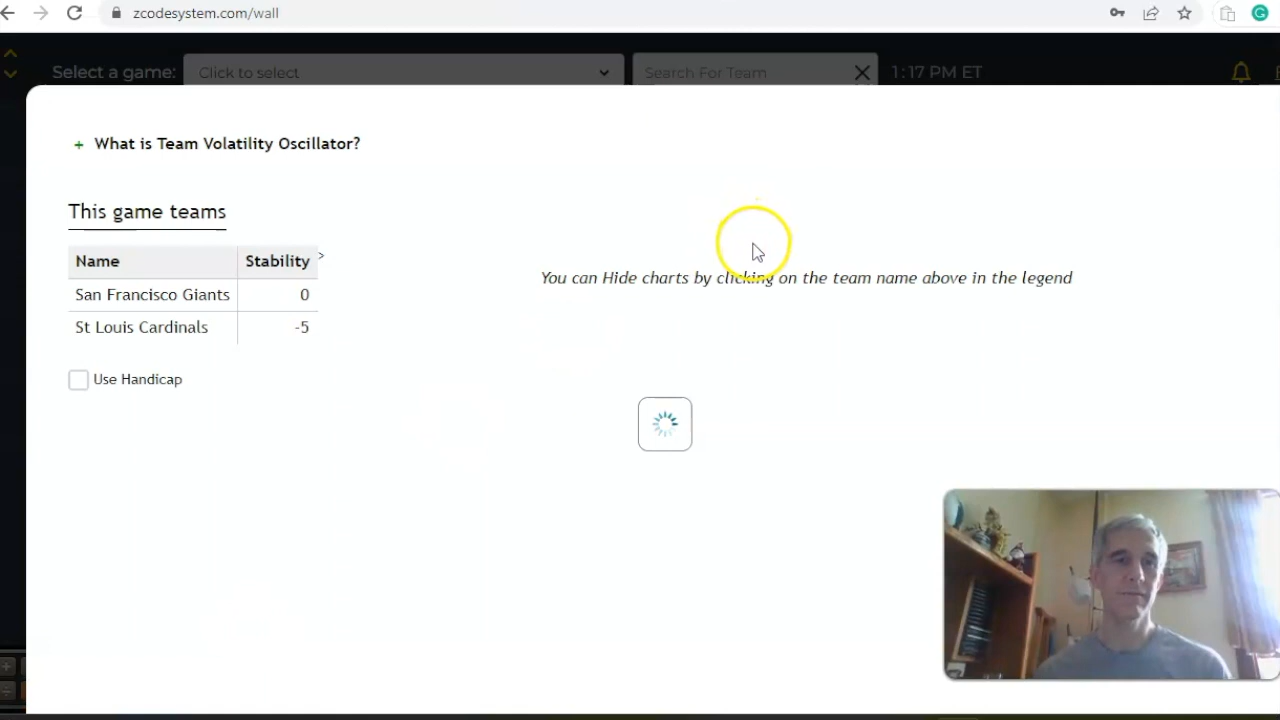 zcodesystem.com/wall
Select a game: Click to select Search For Team 1:17 PM ET
+ What is Team Volatility Oscillator?
This game teams
Name Stability >
San Francisco Giants 0
St Louis Cardinals -5
Use Handicap
You can Hide charts by clicking on the team name above in the legend